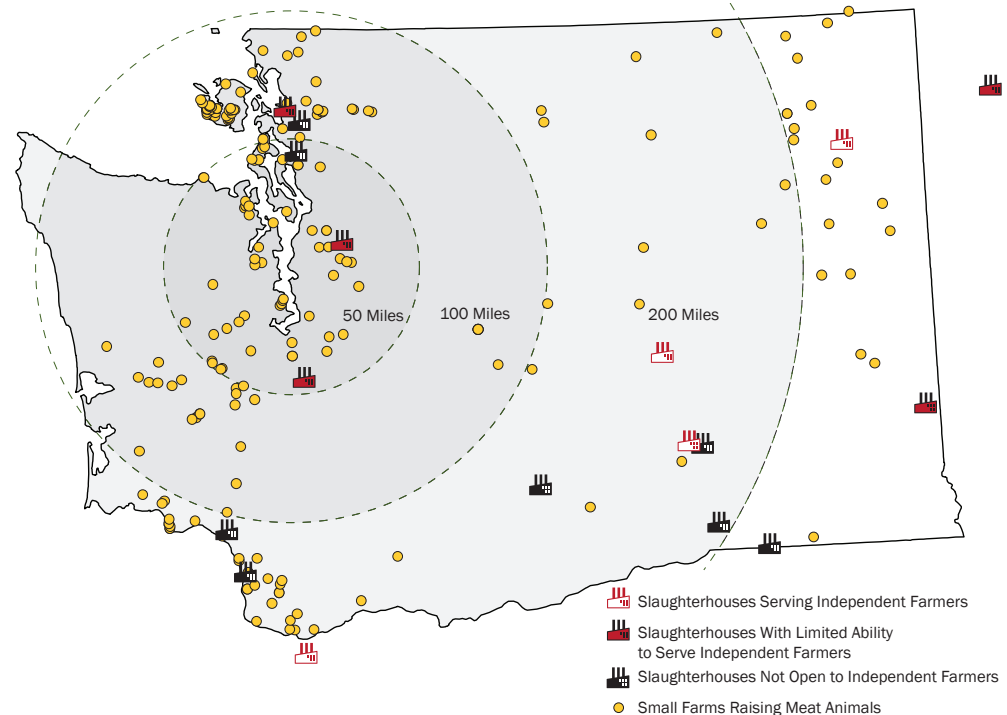 50 Miles
100 Miles
200 Miles
Slaughterhouses Serving Independent Farmers
Slaughterhouses With Limited Ability
to Serve Independent Farmers
Slaughterhouses Not Open to Independent Farmers
Small Farms Raising Meat Animals